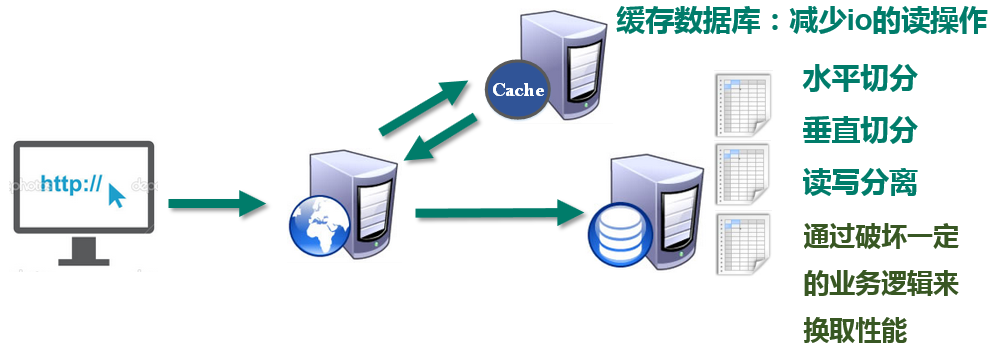 缓存数据库：减少io的读操作
Cache
水平切分
垂直切分
http://
读写分离
通过破坏一定
的业务逻辑来
换取性能